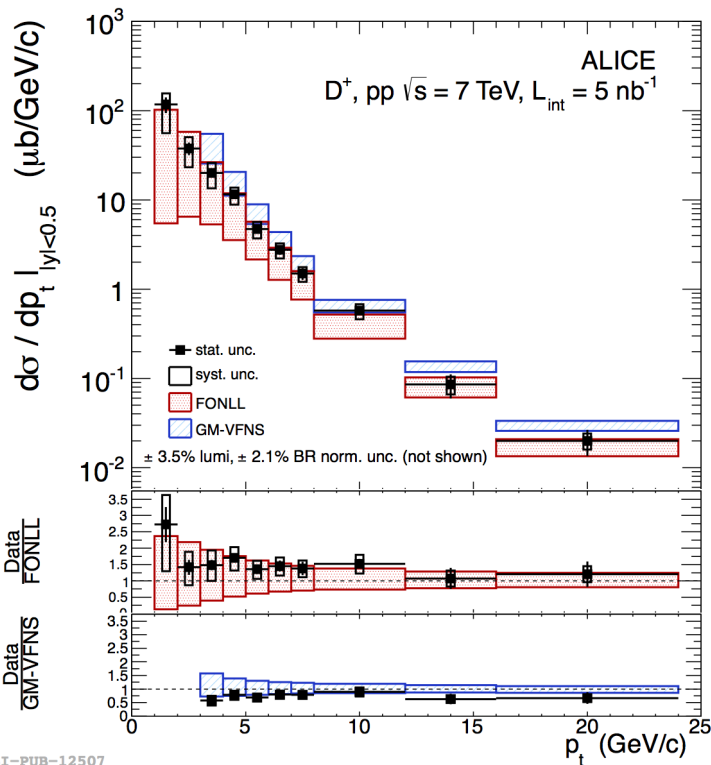 10³
10²
10
1
10⁻¹
10⁻²
dσ / dp_t |_|y|<0.5 (μb/GeV/c)
ALICE
D⁺, pp √s = 7 TeV, L_int = 5 nb⁻¹
stat. unc.
syst. unc.
FONLL
GM-VFNS
± 3.5% lumi, ± 2.1% BR norm. unc. (not shown)
Data
FONLL
3.5
3
2.5
2
1.5
1
0.5
0
Data
GM-VFNS
3.5
3
2.5
2
1.5
1
0.5
0
0 5 10 15 20 25
p_t (GeV/c)
I-PUB-12507